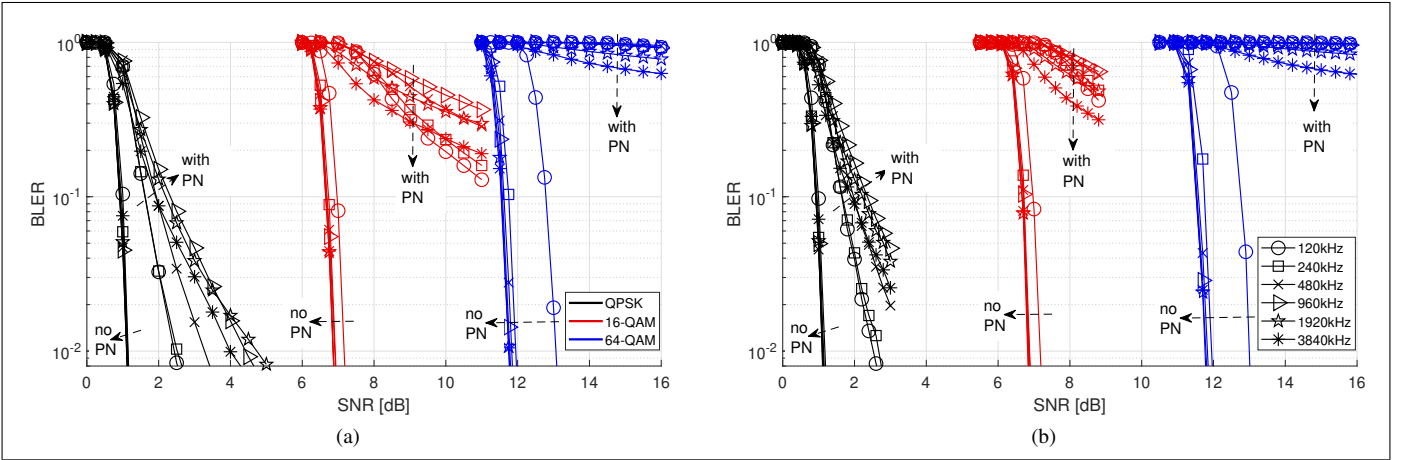 10^0
10^-1
10^-2
BLER
with
PN
with
PN
with
PN
no
PN
no
PN
no
PN
QPSK
16-QAM
64-QAM
0 2 4 6 8 10 12 14 16
SNR [dB]
(a)
10^0
10^-1
10^-2
BLER
with
PN
with
PN
with
PN
no
PN
no
PN
no
PN
120kHz
240kHz
480kHz
960kHz
1920kHz
3840kHz
0 2 4 6 8 10 12 14 16
SNR [dB]
(b)